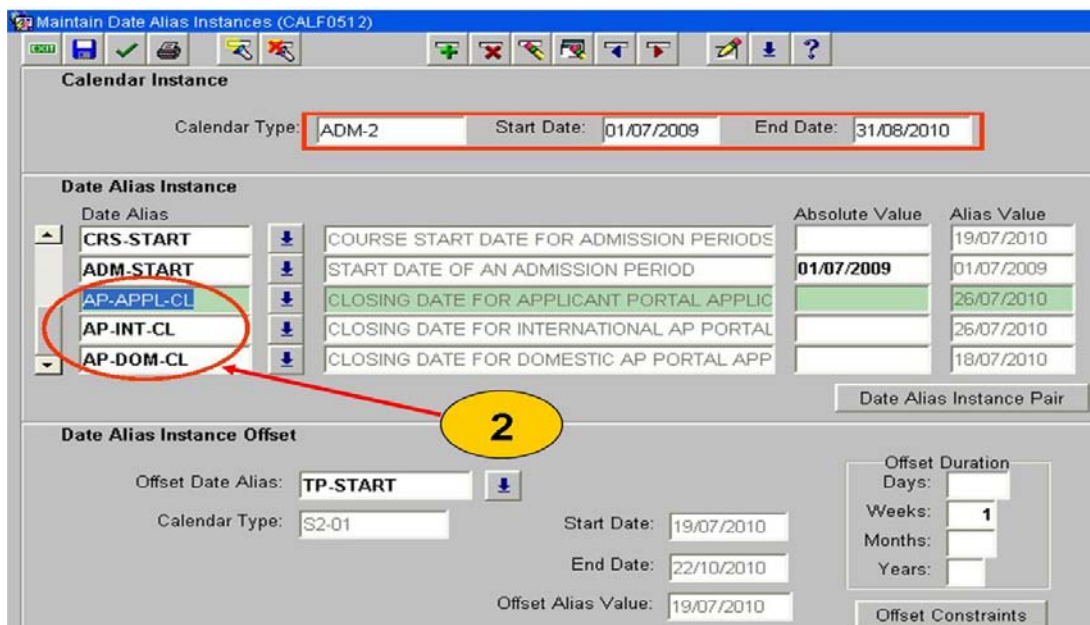 Maintain Date Alias Instances (CALF0512)
EXIT
?
Calendar Instance
Calendar Type: ADM-2 Start Date: 01/07/2009 End Date: 31/08/2010
Date Alias Instance
Date Alias Absolute Value Alias Value
CRS-START COURSE START DATE FOR ADMISSION PERIODS 19/07/2010
ADM-START START DATE OF AN ADMISSION PERIOD 01/07/2009 01/07/2009
AP-APPL-CL CLOSING DATE FOR APPLICANT PORTAL APPLIC 26/07/2010
AP-INT-CL CLOSING DATE FOR INTERNATIONAL AP PORTAL 26/07/2010
AP-DOM-CL CLOSING DATE FOR DOMESTIC AP PORTAL APP 18/07/2010
Date Alias Instance Pair
2
Date Alias Instance Offset
Offset Duration
Offset Date Alias: TP-START Days:
Calendar Type: S2-01 Start Date: 19/07/2010 Weeks: 1
Months:
End Date: 22/10/2010 Years:
Offset Alias Value: 19/07/2010 Offset Constraints